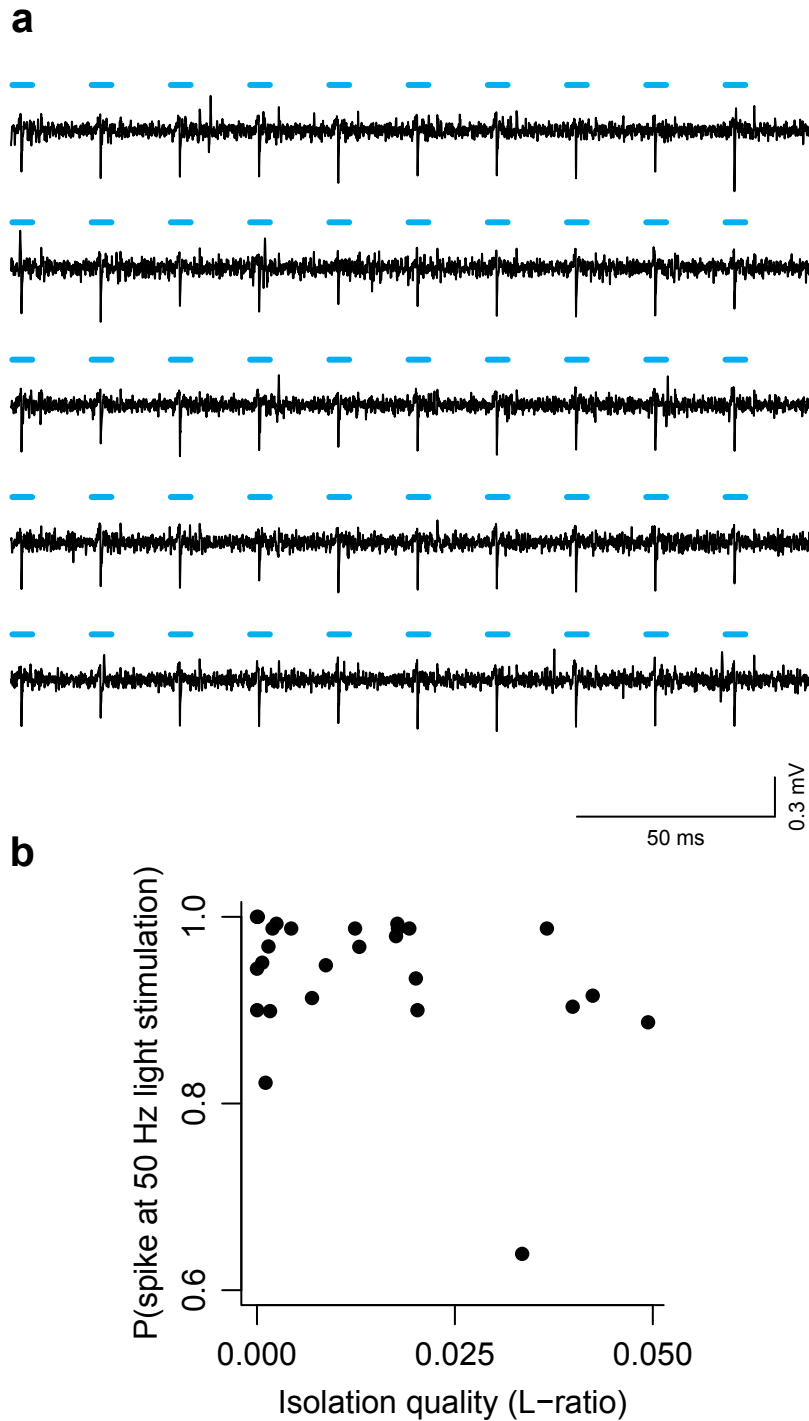 a
0.3 mV
50 ms
b
P(spike at 50 Hz light stimulation)
1.0
0.8
0.6
0.000 0.025 0.050
Isolation quality (L−ratio)